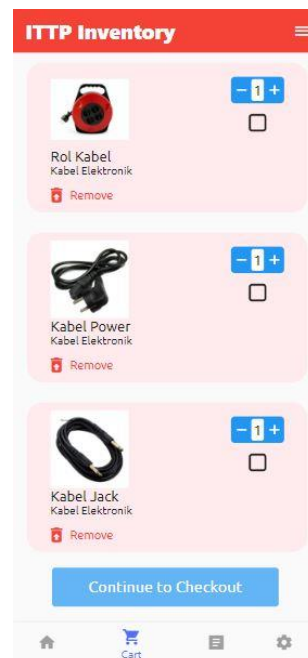 ITTP Inventory
- 1 +
Rol Kabel
Kabel Elektronik
Remove
- 1 +
Kabel Power
Kabel Elektronik
Remove
- 1 +
Kabel Jack
Kabel Elektronik
Remove
Continue to Checkout
Cart